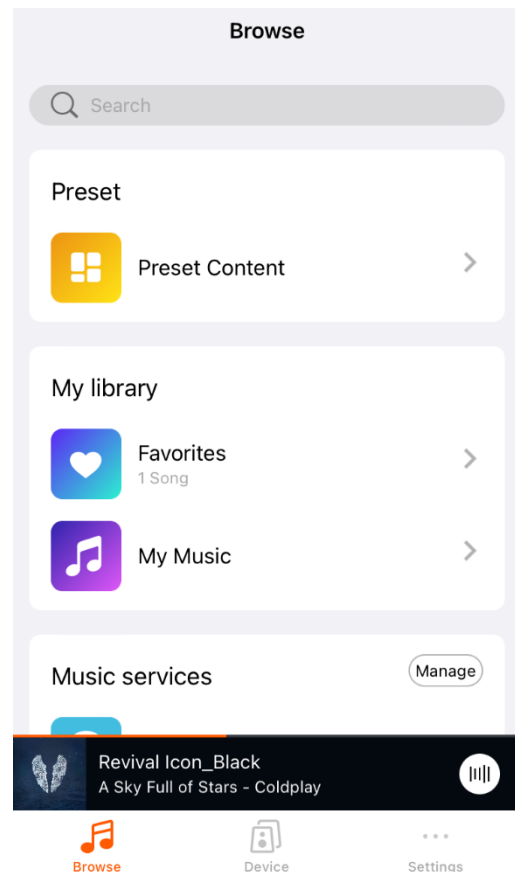 Browse
Search
Preset
Preset Content
My library
Favorites
1 Song
My Music
Music services
Manage
Revival Icon_Black
A Sky Full of Stars - Coldplay
Browse
Device
Settings